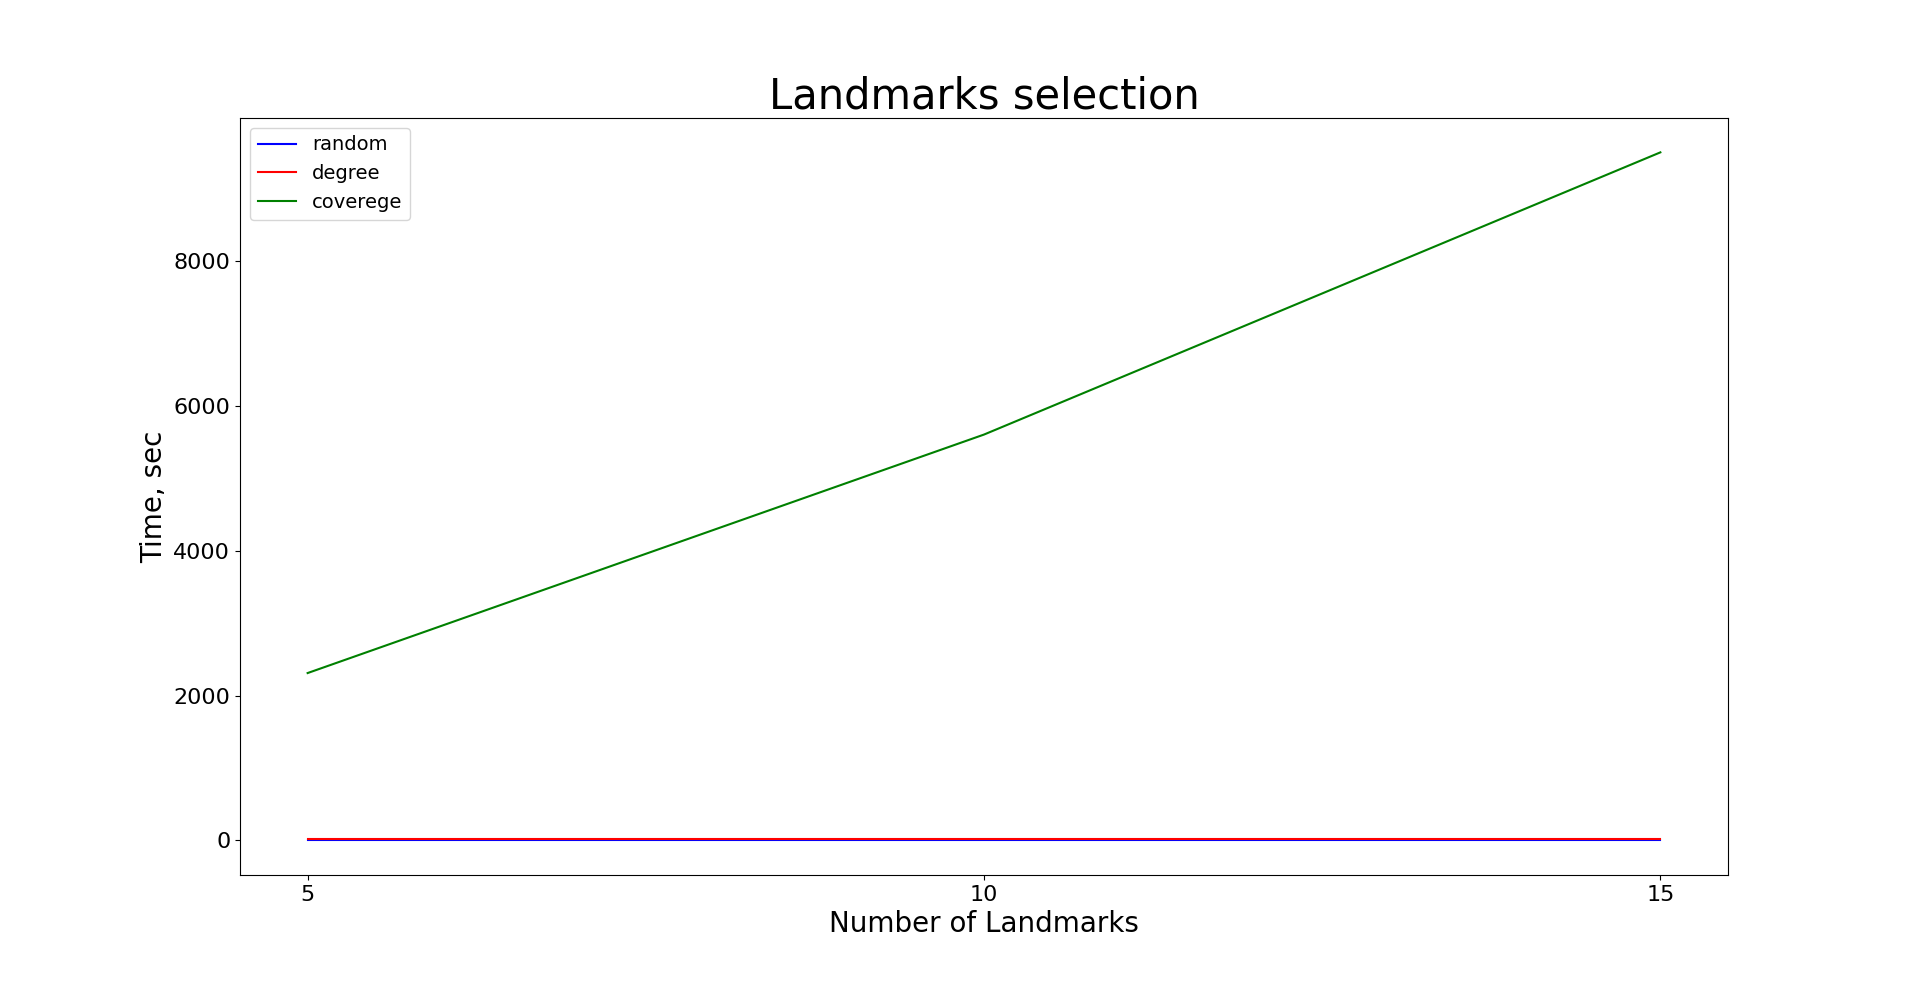 Landmarks selection
random
degree
coverege
8000
6000
4000
2000
0
Time, sec
5 10 15
Number of Landmarks